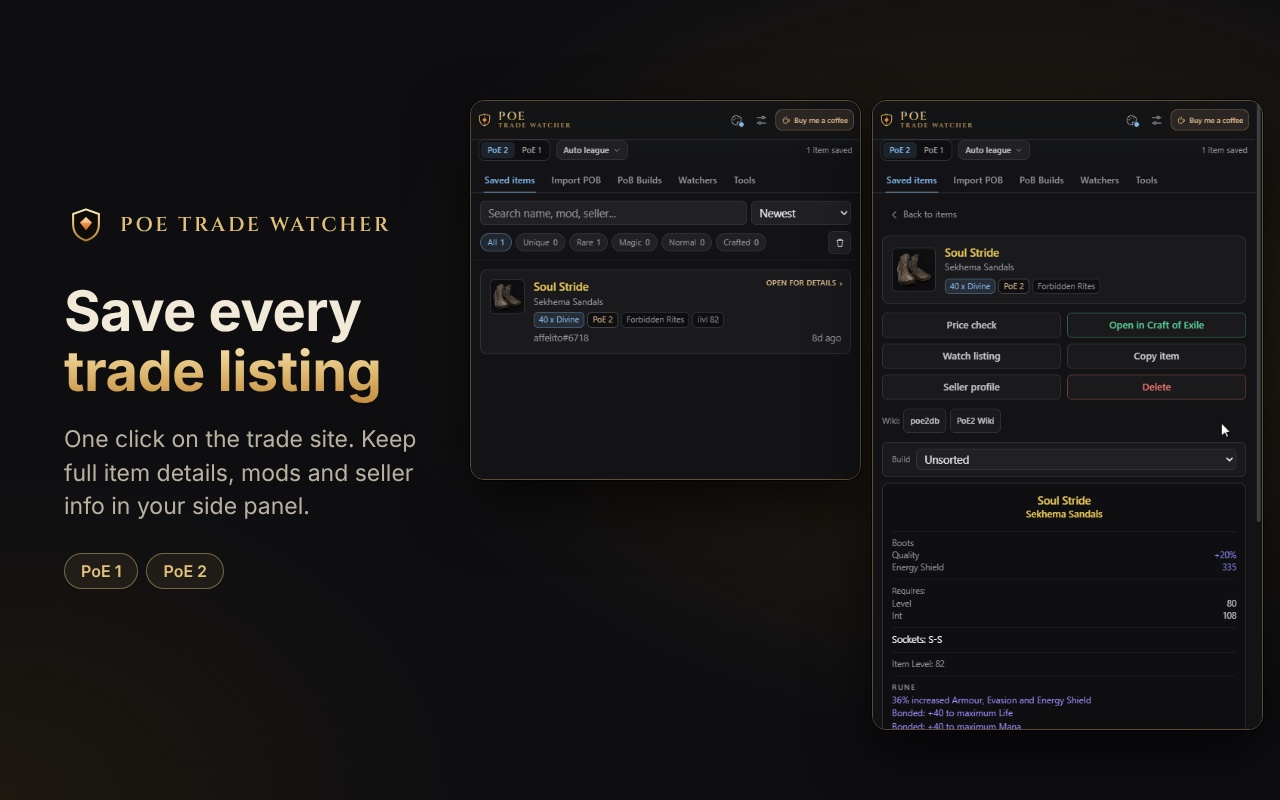 POE TRADE WATCHER
Save every
trade listing
One click on the trade site. Keep
full item details, mods and seller
info in your side panel.
PoE 1 PoE 2
POE
TRADE WATCHER
Buy me a coffee
PoE 2 PoE 1 Auto league 1 item saved
Saved items Import POB PoB Builds Watchers Tools
Search name, mod, seller... Newest
All 1 Unique 0 Rare 1 Magic 0 Normal 0 Crafted 0
Soul Stride OPEN FOR DETAILS ›
Sekhema Sandals
40 x Divine PoE 2 Forbidden Rites ilvl 82
affelito#6718 8d ago
POE
TRADE WATCHER
Buy me a coffee
PoE 2 PoE 1 Auto league 1 item saved
Saved items Import POB PoB Builds Watchers Tools
Back to items
Soul Stride
Sekhema Sandals
40 x Divine PoE 2 Forbidden Rites
Price check Open in Craft of Exile
Watch listing Copy item
Seller profile Delete
Wiki: poe2db PoE2 Wiki
Build Unsorted
Soul Stride
Sekhema Sandals
Boots
Quality +20%
Energy Shield 335
Requires:
Level 80
Int 108
Sockets: S-S
Item Level: 82
RUNE
36% increased Armour, Evasion and Energy Shield
Bonded: +40 to maximum Life
Bonded: +40 to maximum Mana